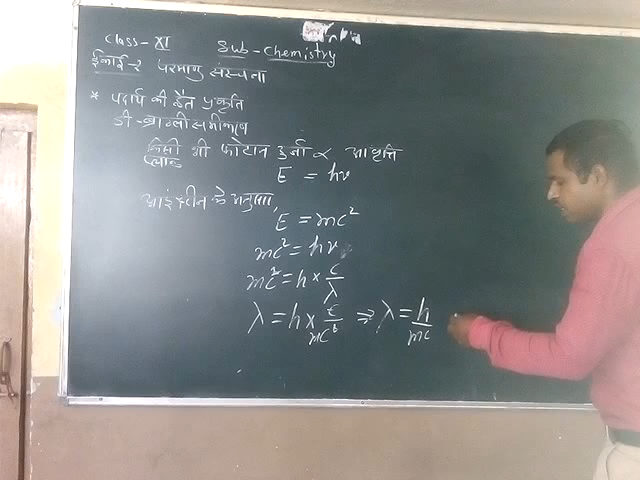 Class - XI Sub - Chemistry
ईकाई-2 परमाणु संरचना
* पदार्थ की द्वैत प्रकृति
डी-ब्रोग्ली समीकरण
किसी भी फोटान ऊर्जा ∝ आवृत्ति
प्लांक
E = hν
आइंस्टीन के अनुसार,
E = mc²
mc² = hν
mc² = h × c/λ
λ = h × c/mc² ⇒ λ = h/mc